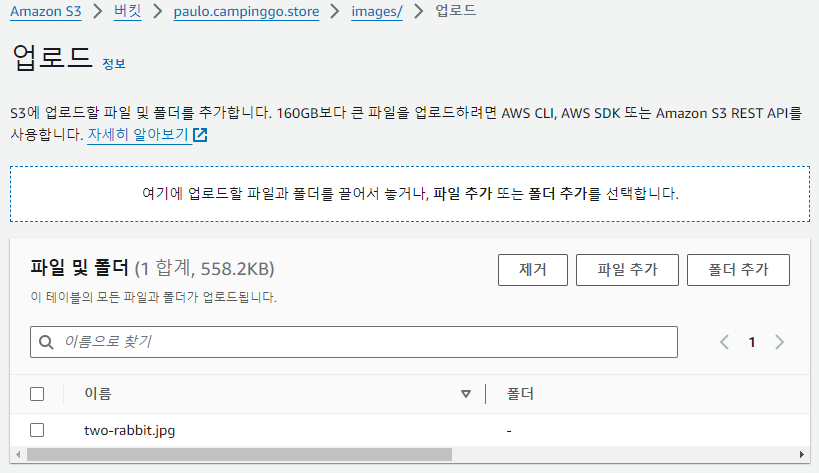 Amazon S3 > 버킷 > paulo.campinggo.store > images/ > 업로드
업로드 정보
S3에 업로드할 파일 및 폴더를 추가합니다. 160GB보다 큰 파일을 업로드하려면 AWS CLI, AWS SDK 또는 Amazon S3 REST API를
사용합니다. 자세히 알아보기
여기에 업로드할 파일과 폴더를 끌어서 놓거나, 파일 추가 또는 폴더 추가를 선택합니다.
파일 및 폴더 (1 합계, 558.2KB)
제거 파일 추가 폴더 추가
이 테이블의 모든 파일과 폴더가 업로드됩니다.
이름으로 찾기
< 1 >
이름 폴더
two-rabbit.jpg -